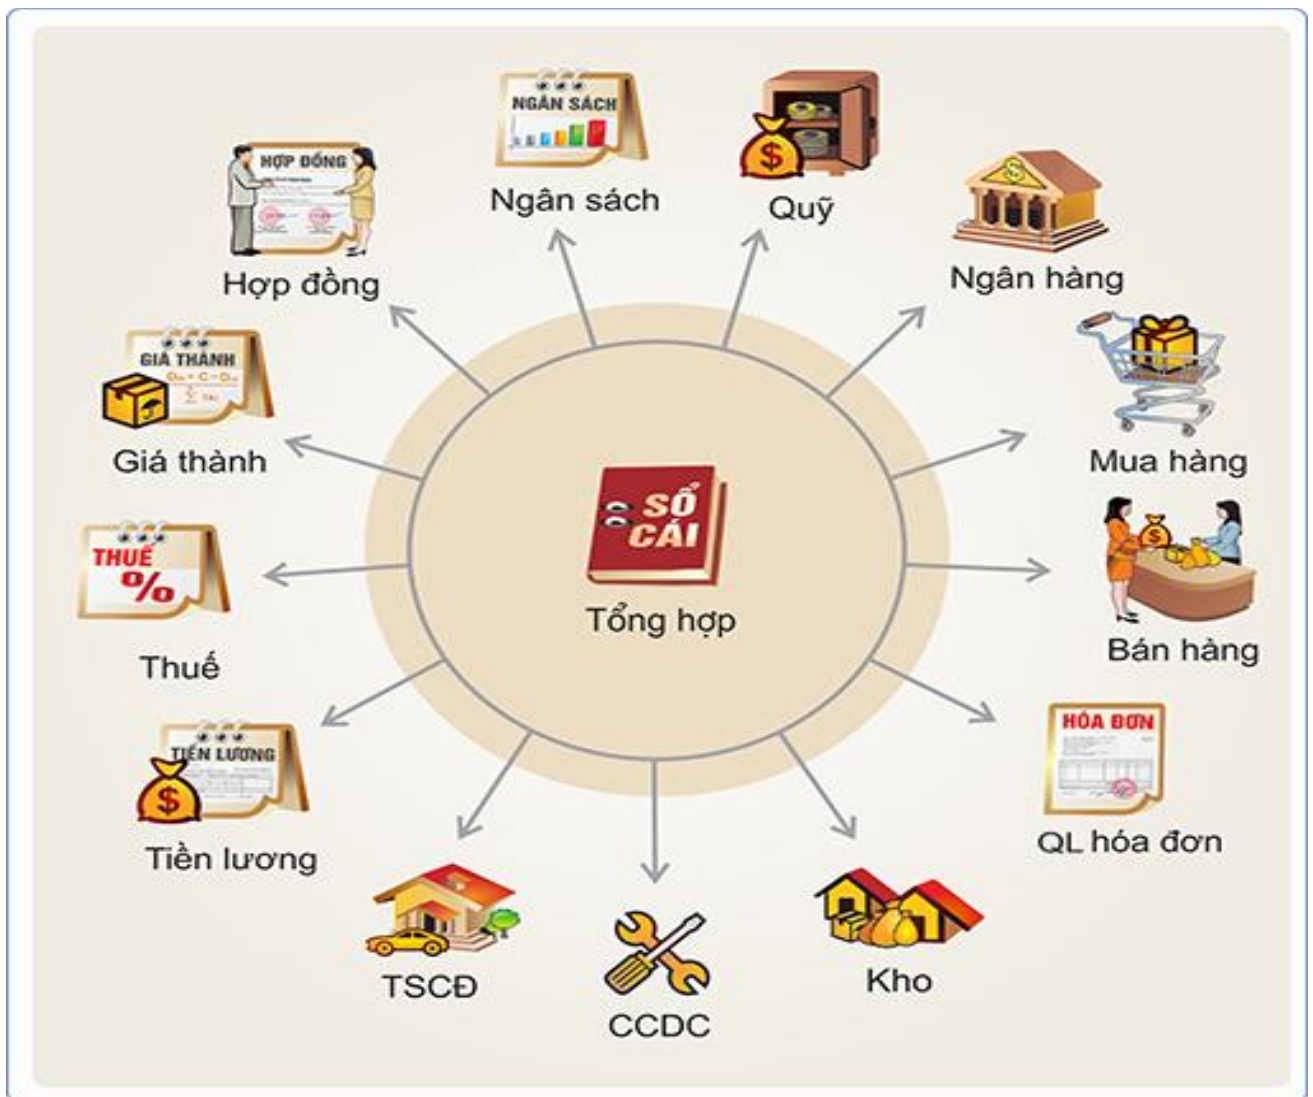 NGÂN SÁCH
Ngân sách
$
Quỹ
HỢP ĐỒNG
Hợp đồng
Ngân hàng
GIÁ THÀNH
Giá thành
Mua hàng
SỔ
CÁI
Tổng hợp
THUẾ
%
Thuế
$
Bán hàng
TIỀN LƯƠNG
$
Tiền lương
HÓA ĐƠN
QL hóa đơn
TSCĐ
CCDC
Kho